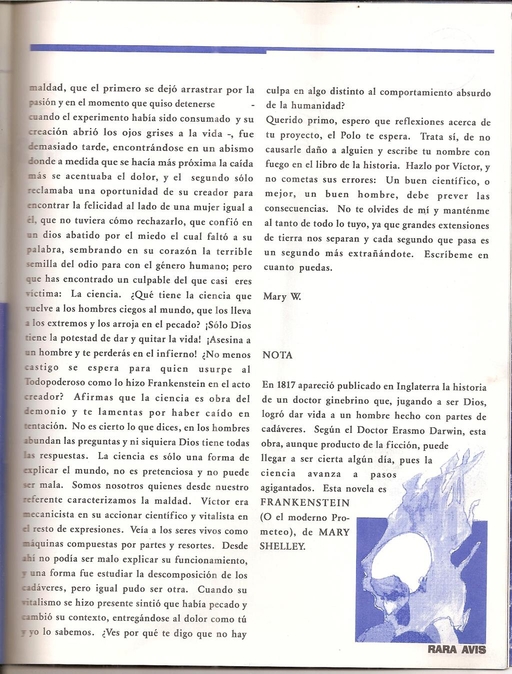 maldad, que el primero se dejó arrastrar por la
pasión y en el momento que quiso detenerse -
cuando el experimento había sido consumado y su
creación abrió los ojos grises a la vida -, fue
demasiado tarde, encontrándose en un abismo
donde a medida que se hacía más próxima la caída
más se acentuaba el dolor, y el segundo sólo
reclamaba una oportunidad de su creador para
encontrar la felicidad al lado de una mujer igual a
él, que no tuviera cómo rechazarlo, que confió en
un dios abatido por el miedo el cual faltó a su
palabra, sembrando en su corazón la terrible
semilla del odio para con el género humano; pero
que has encontrado un culpable del que casi eres
víctima: La ciencia. ¿Qué tiene la ciencia que
vuelve a los hombres ciegos al mundo, que los lleva
a los extremos y los arroja en el pecado? ¡Sólo Dios
tiene la potestad de dar y quitar la vida! ¡Asesina a
un hombre y te perderás en el infierno! ¿No menos
castigo se espera para quien usurpe al
Todopoderoso como lo hizo Frankenstein en el acto
creador? Afirmas que la ciencia es obra del
demonio y te lamentas por haber caído en
tentación. No es cierto lo que dices, en los hombres
abundan las preguntas y ni siquiera Dios tiene todas
las respuestas. La ciencia es sólo una forma de
explicar el mundo, no es pretenciosa y no puede
ser mala. Somos nosotros quienes desde nuestro
referente caracterizamos la maldad. Víctor era
mecanicista en su accionar científico y vitalista en
el resto de expresiones. Veia a los seres vivos como
máquinas compuestas por partes y resortes. Desde
ahí no podía ser malo explicar su funcionamiento,
y una forma fue estudiar la descomposición de los
cadáveres, pero igual pudo ser otra. Cuando su
vitalismo se hizo presente sintió que había pecado y
cambió su contexto, entregándose al dolor como tú
y yo lo sabemos. ¿Ves por qué te digo que no hay
culpa en algo distinto al comportamiento absurdo
de la humanidad?
Querido primo, espero que reflexiones acerca de
tu proyecto, el Polo te espera. Trata sí, de no
causarle daño a alguien y escribe tu nombre con
fuego en el libro de la historia. Hazlo por Víctor, y
no cometas sus errores: Un buen científico, o
mejor, un buen hombre, debe prever las
consecuencias. No te olvides de mí y manténme
al tanto de todo lo tuyo, ya que grandes extensiones
de tierra nos separan y cada segundo que pasa es
un segundo más extrañándote. Escríbeme en
cuanto puedas.
Mary W.
NOTA
En 1817 apareció publicado en Inglaterra la historia
de un doctor ginebrino que, jugando a ser Dios,
logró dar vida a un hombre hecho con partes de
cadáveres. Según el Doctor Erasmo Darwin, esta
obra, aunque producto de la ficción, puede
llegar a ser cierta algún día, pues la
ciencia avanza a pasos
agigantados. Esta novela es
FRANKENSTEIN
(O el moderno Pro-
meteo), de MARY
SHELLEY.
RARA AVIS